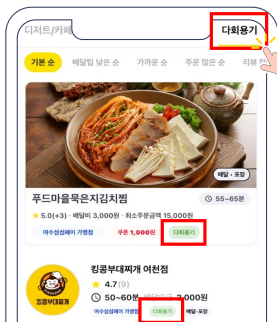 디저트/카페 다회용기
기본 순 배달팁 낮은 순 가까운 순 주문 많은 순 리뷰 많
배달 · 포장
푸드마을묵은지김치찜 55~65분
5.0(+3) · 배달비 3,000원 · 최소주문금액 15,000원
여수섬섬페이 가맹점 쿠폰 1,000원 다회용기
킹콩부대찌개 여천점
4.7(9)
50~60분 배달요금 3,000원
여수섬섬페이 가맹점 다회용기 배달·포장
킹콩부대찌개